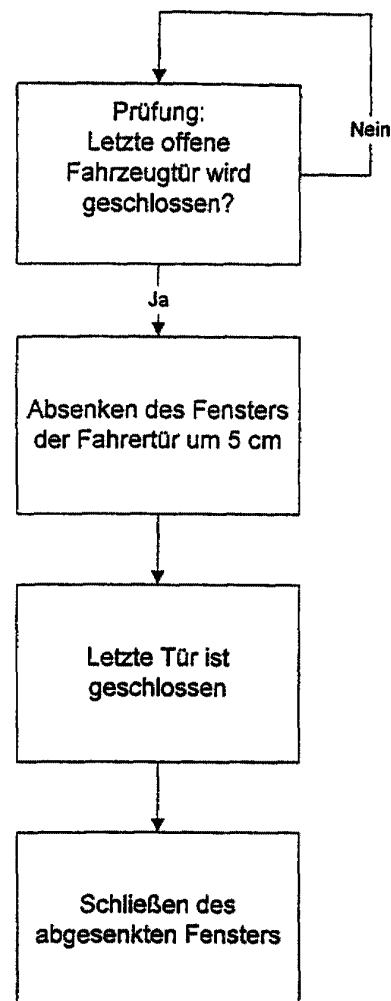 Prüfung:
Letzte offene
Fahrzeugtür wird
geschlossen?
Nein
Ja
Absenken des Fensters
der Fahrertür um 5 cm
Letzte Tür ist
geschlossen
Schließen des
abgesenkten Fensters